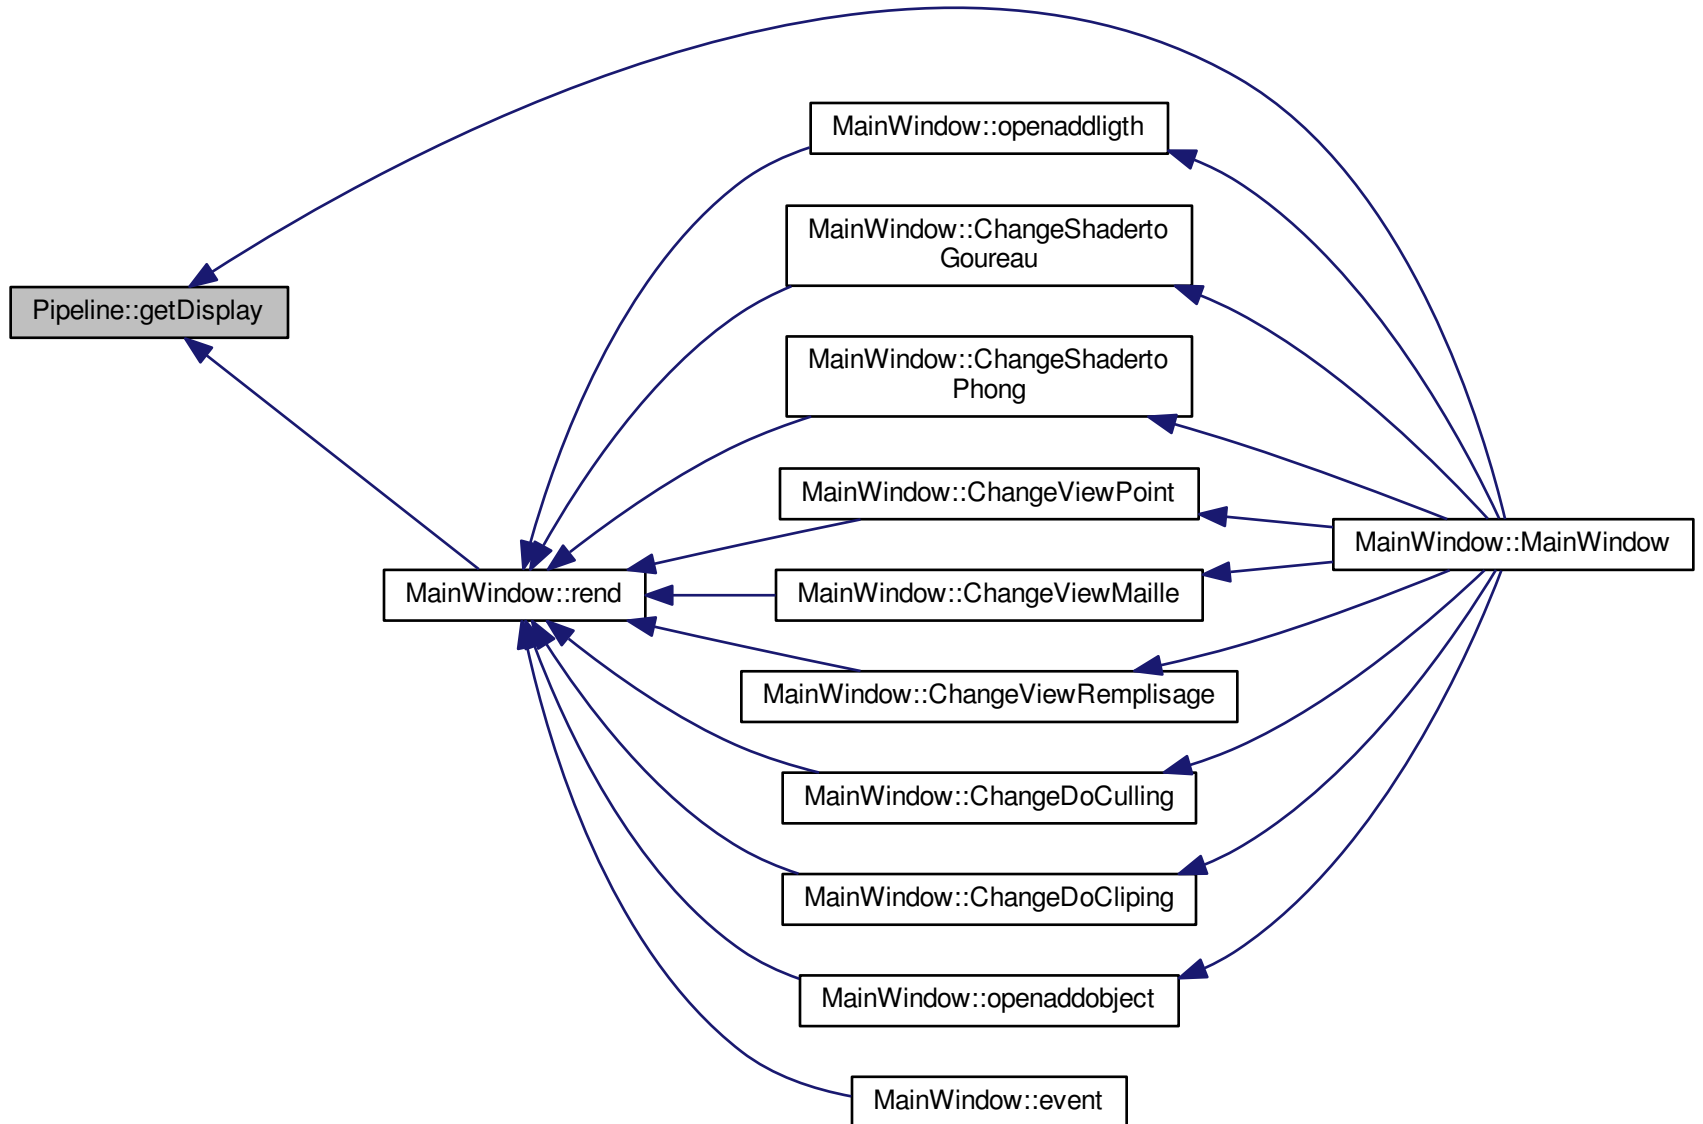 Pipeline::getDisplay
MainWindow::rend
MainWindow::openaddligth
MainWindow::ChangeShaderto
Goureau
MainWindow::ChangeShaderto
Phong
MainWindow::ChangeViewPoint
MainWindow::ChangeViewMaille
MainWindow::ChangeViewRemplisage
MainWindow::ChangeDoCulling
MainWindow::ChangeDoCliping
MainWindow::openaddobject
MainWindow::event
MainWindow::MainWindow